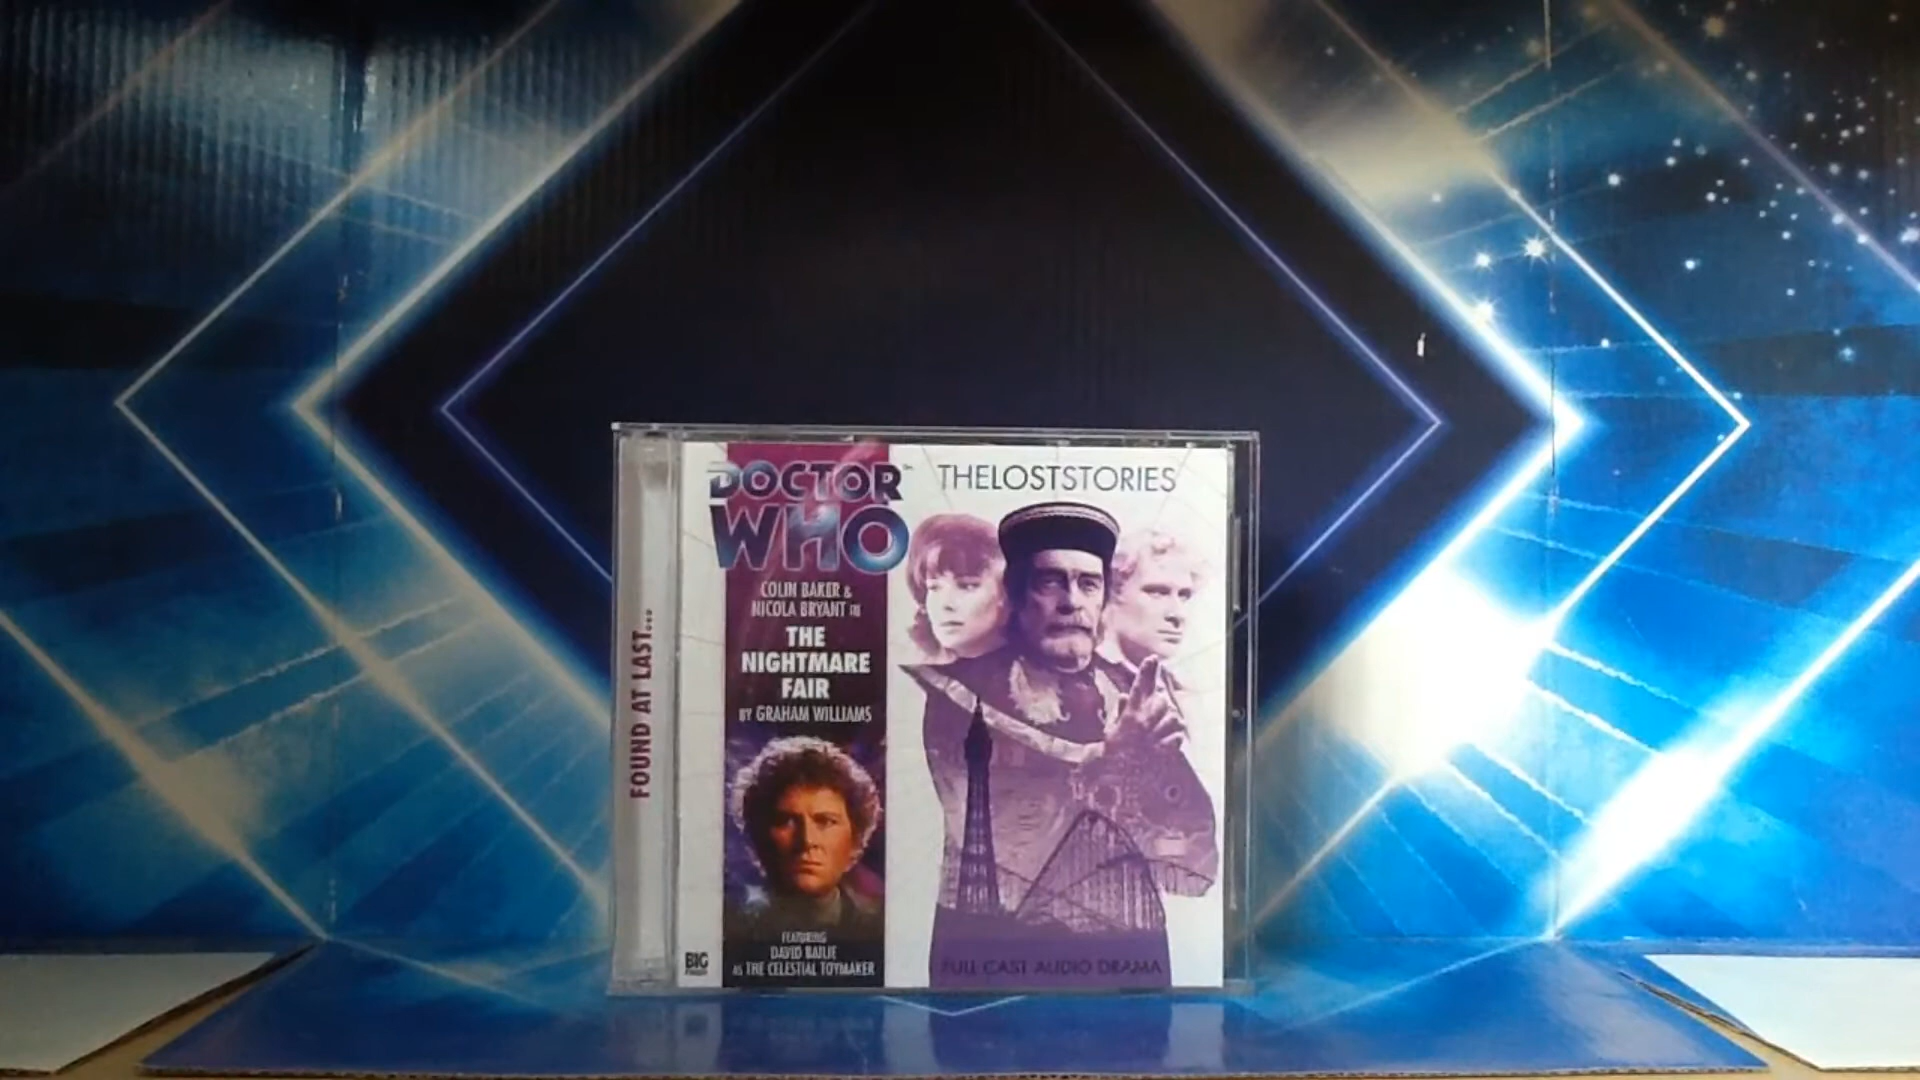 FOUND AT LAST...
DOCTOR
WHO
THELOSTSTORIES
COLIN BAKER &
NICOLA BRYANT IN
THE
NIGHTMARE
FAIR
BY GRAHAM WILLIAMS
FEATURING
DAVID BAILIE
AS THE CELESTIAL TOYMAKER
BIG
FINISH
FULL CAST AUDIO DRAMA